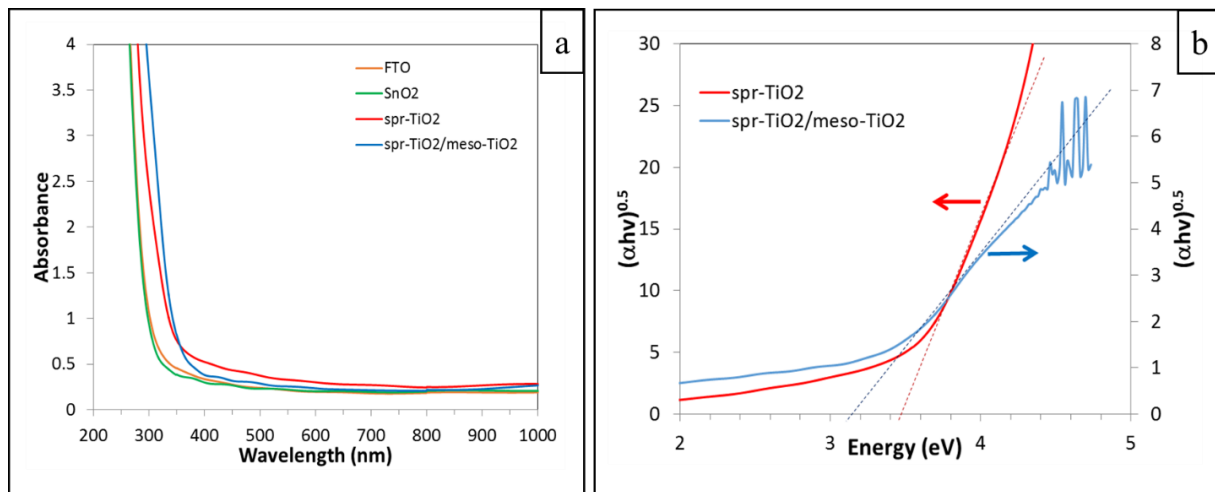 a
4
3.5
3
2.5
2
1.5
1
0.5
0
FTO
SnO2
spr-TiO2
spr-TiO2/meso-TiO2
Absorbance
200 300 400 500 600 700 800 900 1000
Wavelength (nm)
b
30
25
20
15
10
5
0
spr-TiO2
spr-TiO2/meso-TiO2
(αhν)0.5
8
7
6
5
4
3
2
1
0
(αhν)0.5
2 3 4 5
Energy (eV)